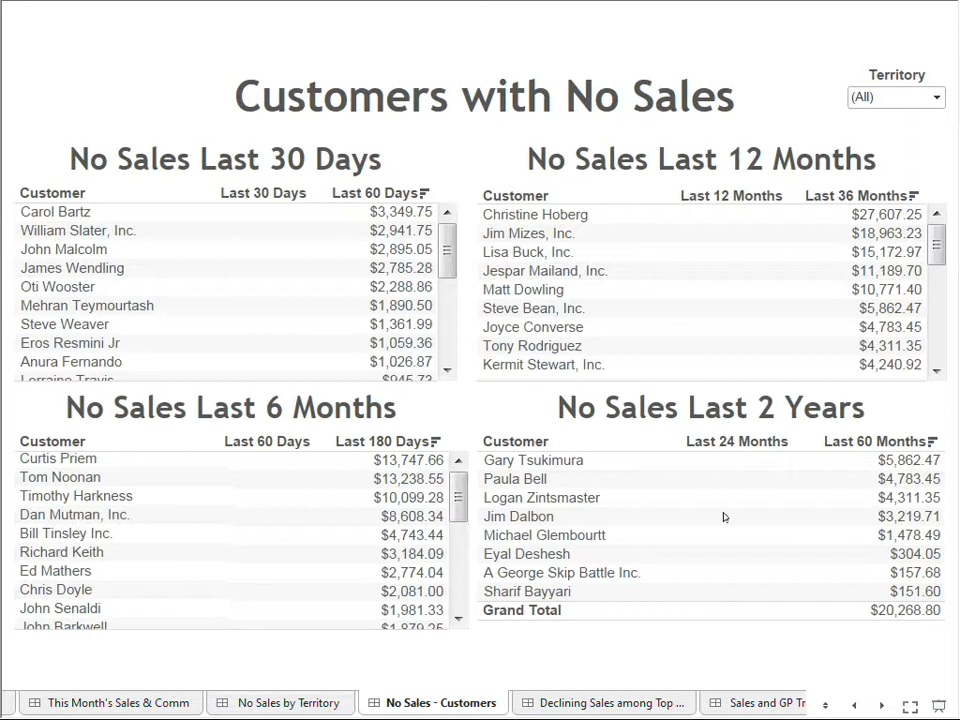 Territory
(All)
Customers with No Sales
No Sales Last 30 Days
Customer Last 30 Days Last 60 Days
Carol Bartz $3,349.75
William Slater, Inc. $2,941.75
John Malcolm $2,895.05
James Wendling $2,785.28
Oti Wooster $2,288.86
Mehran Teymourtash $1,890.50
Steve Weaver $1,361.99
Eros Resmini Jr $1,059.36
Anura Fernando $1,026.87
Lorraine Travis $945.73
No Sales Last 12 Months
Customer Last 12 Months Last 36 Months
Christine Hoberg $27,607.25
Jim Mizes, Inc. $18,963.23
Lisa Buck, Inc. $15,172.97
Jespar Mailand, Inc. $11,189.70
Matt Dowling $10,771.40
Steve Bean, Inc. $5,862.47
Joyce Converse $4,783.45
Tony Rodriguez $4,311.35
Kermit Stewart, Inc. $4,240.92
No Sales Last 6 Months
Customer Last 60 Days Last 180 Days
Curtis Priem $13,747.66
Tom Noonan $13,238.55
Timothy Harkness $10,099.28
Dan Mutman, Inc. $8,608.34
Bill Tinsley Inc. $4,743.44
Richard Keith $3,184.09
Ed Mathers $2,774.04
Chris Doyle $2,081.00
John Senaldi $1,981.33
John Barkwell $1,879.25
No Sales Last 2 Years
Customer Last 24 Months Last 60 Months
Gary Tsukimura $5,862.47
Paula Bell $4,783.45
Logan Zintsmaster $4,311.35
Jim Dalbon $3,219.71
Michael Glembourtt $1,478.49
Eyal Deshesh $304.05
A George Skip Battle Inc. $157.68
Sharif Bayyari $151.60
Grand Total $20,268.80
This Month's Sales & Comm
No Sales by Territory
No Sales - Customers
Declining Sales among Top ...
Sales and GP Tr